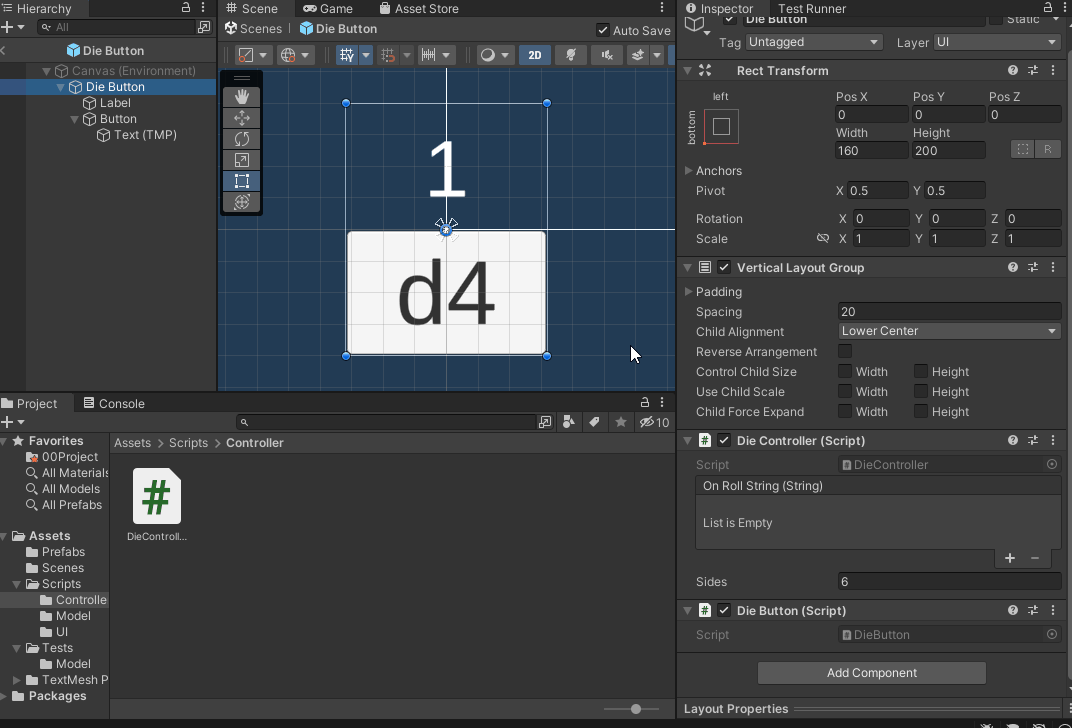 Hierarchy
All
Die Button
Canvas (Environment)
Die Button
Label
Button
Text (TMP)
Scene
Game
Asset Store
Scenes
Die Button
Auto Save
2D
1
d4
Inspector
Test Runner
Die Button
Static
Tag Untagged
Layer UI
Rect Transform
left
bottom
Pos X Pos Y Pos Z
0 0 0
Width Height
160 200
R
Anchors
Pivot X 0.5 Y 0.5
Rotation X 0 Y 0 Z 0
Scale X 1 Y 1 Z 1
Vertical Layout Group
Padding
Spacing 20
Child Alignment Lower Center
Reverse Arrangement
Control Child Size Width Height
Use Child Scale Width Height
Child Force Expand Width Height
Die Controller (Script)
Script # DieController
On Roll String (String)
List is Empty
+ −
Sides 6
Die Button (Script)
Script # DieButton
Add Component
Layout Properties
Project
Console
10
Favorites
00Project
All Materials
All Models
All Prefabs
Assets
Prefabs
Scenes
Scripts
Controlle
Model
UI
Tests
Model
TextMesh P
Packages
Assets > Scripts > Controller
#
DieControll...